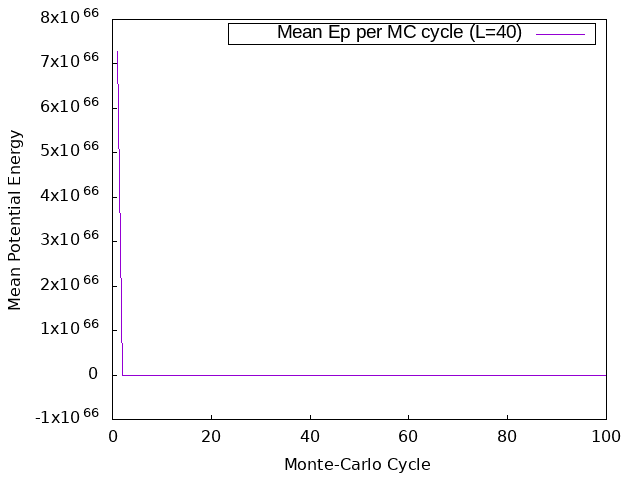 Mean Ep per MC cycle (L=40)
8x10^66
7x10^66
6x10^66
5x10^66
4x10^66
3x10^66
2x10^66
1x10^66
0
-1x10^66
Mean Potential Energy
0 20 40 60 80 100
Monte-Carlo Cycle